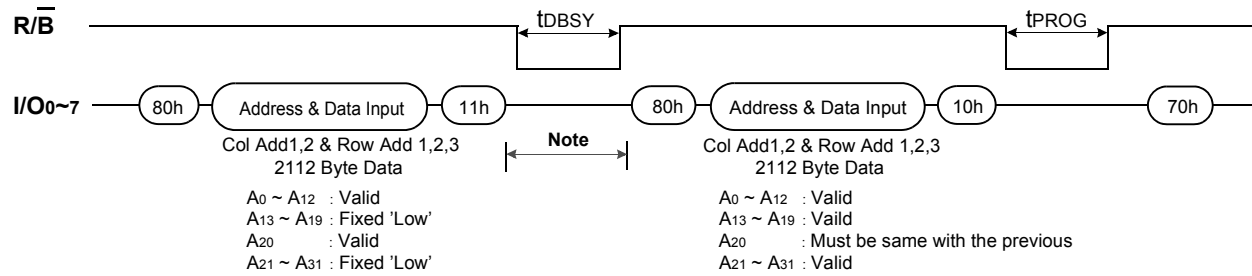 R/B tDBSY tPROG
I/O0~7 80h Address & Data Input 11h 80h Address & Data Input 10h 70h
Col Add1,2 & Row Add 1,2,3 Note Col Add1,2 & Row Add 1,2,3
2112 Byte Data 2112 Byte Data
A0 ~ A12 : Valid A0 ~ A12 : Valid
A13 ~ A19 : Fixed 'Low' A13 ~ A19 : Vaild
A20 : Valid A20 : Must be same with the previous
A21 ~ A31 : Fixed 'Low' A21 ~ A31 : Valid